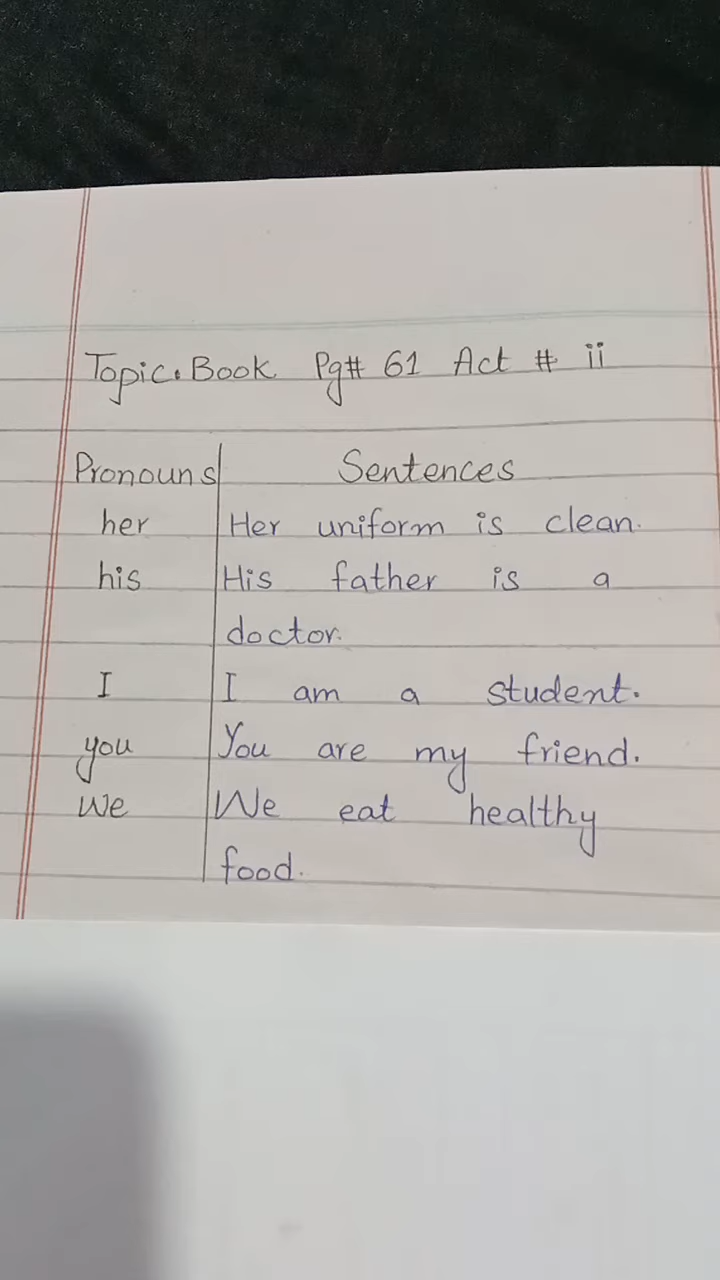 Topic. Book Pg# 61 Act # ii
Pronouns Sentences
her Her uniform is clean.
his His father is a
doctor.
I I am a student.
you You are my friend.
We We eat healthy
food.